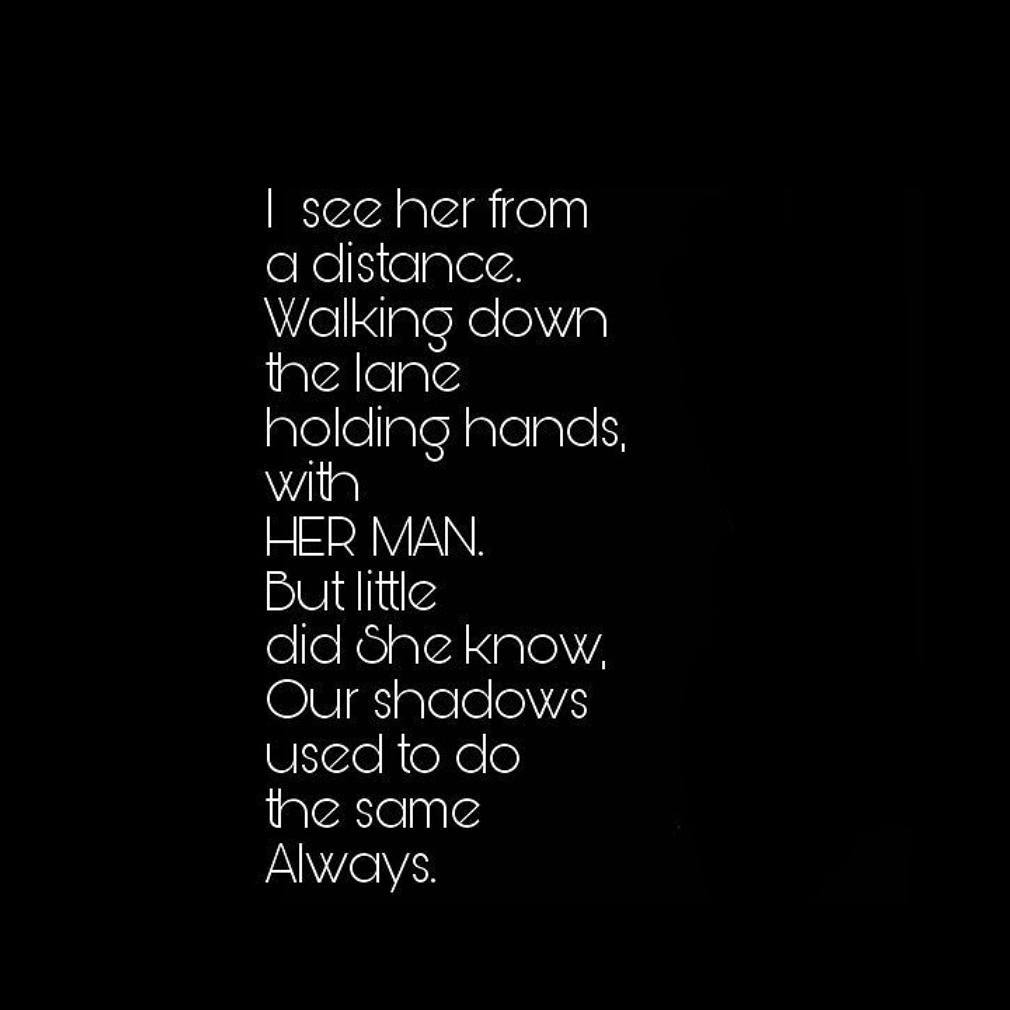 I see her from
a distance.
Walking down
the lane
holding hands,
with
HER MAN.
But little
did She know,
Our shadows
used to do
the same
Always.